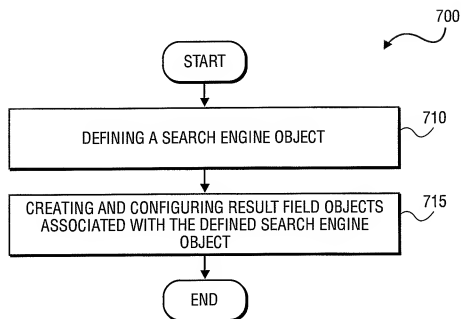 700
START
DEFINING A SEARCH ENGINE OBJECT
710
CREATING AND CONFIGURING RESULT FIELD OBJECTS
ASSOCIATED WITH THE DEFINED SEARCH ENGINE
OBJECT
715
END